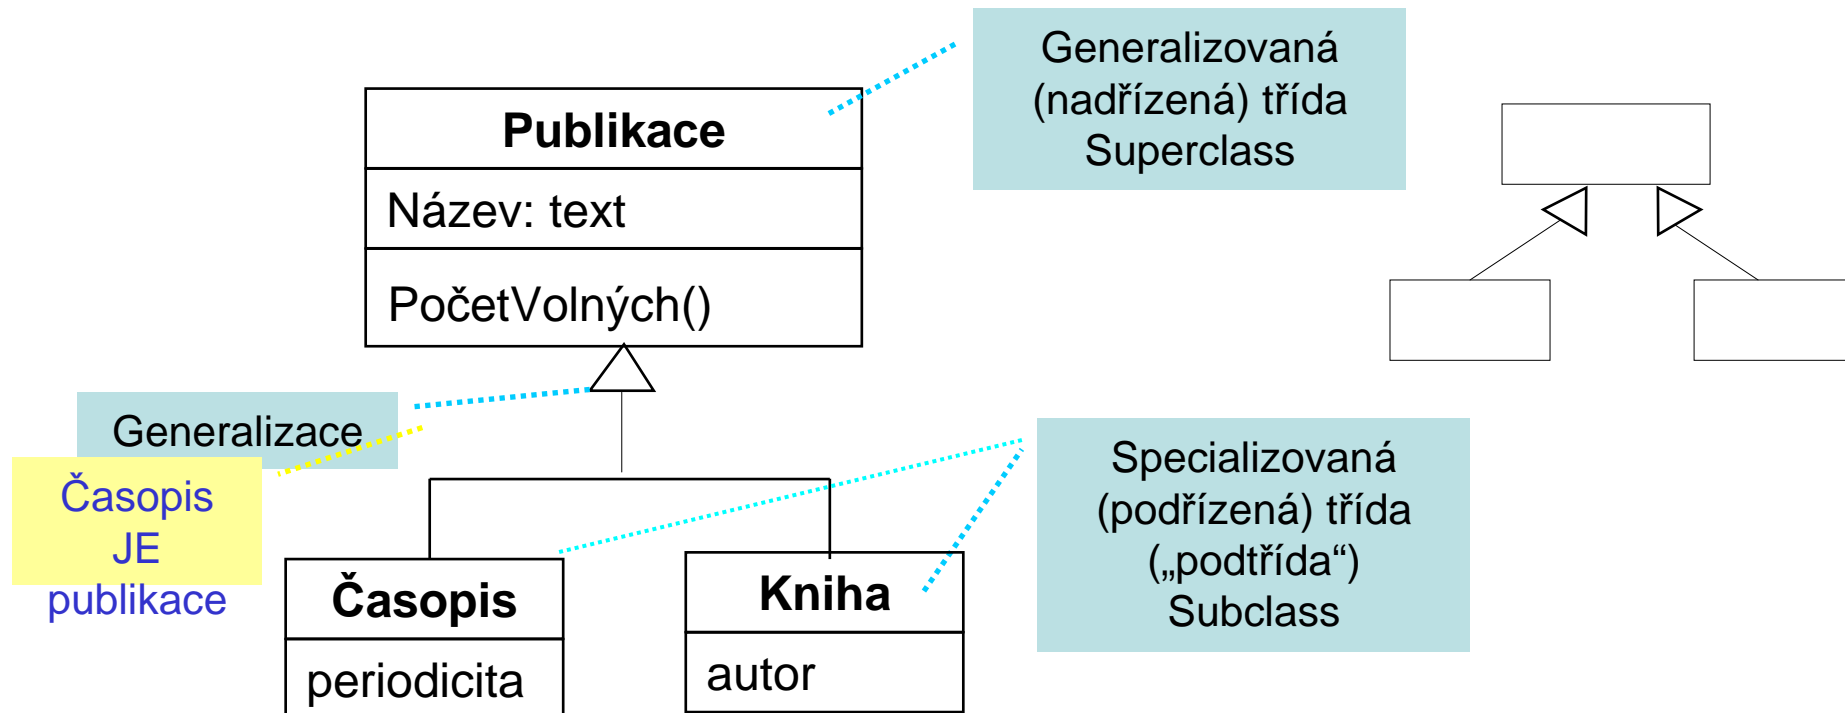 Generalizovaná
(nadřízená) třída
Superclass
Publikace
Název: text
PočetVolných()
Generalizace
Časopis
JE
publikace
Specializovaná
(podřízená) třída
(„podtřída“)
Subclass
Časopis
periodicita
Kniha
autor